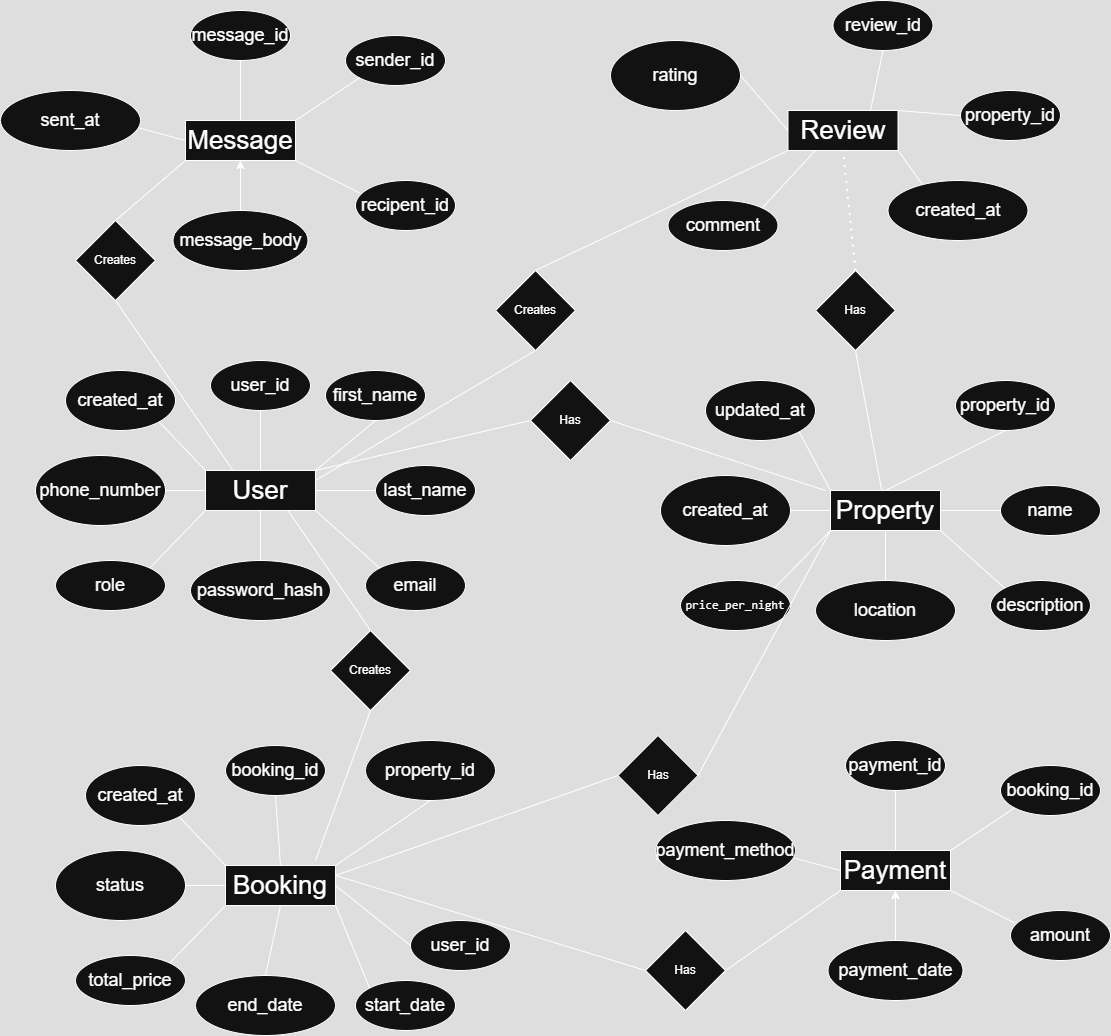 message_id
sender_id
sent_at
Message
recipent_id
message_body
Creates
review_id
rating
property_id
Review
created_at
comment
Creates
Has
user_id
first_name
created_at
phone_number
User
last_name
role
password_hash
email
Has
updated_at
property_id
created_at
Property
name
price_per_night
location
description
Creates
Has
booking_id
property_id
created_at
status
Booking
user_id
total_price
end_date
start_date
payment_id
booking_id
payment_method
Payment
amount
payment_date
Has